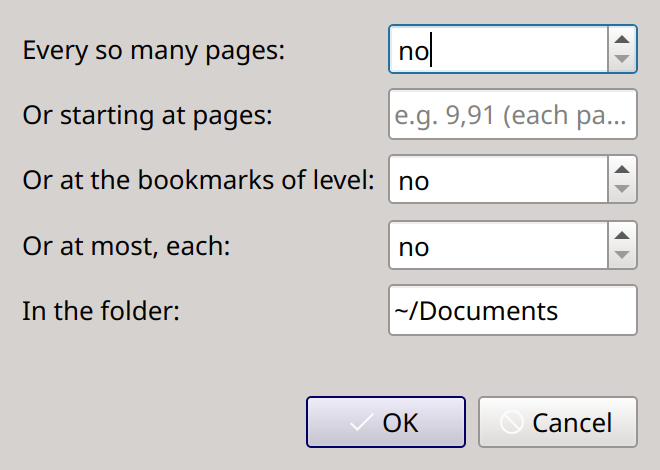 Every so many pages: no
Or starting at pages: e.g. 9,91 (each pa...
Or at the bookmarks of level: no
Or at most, each: no
In the folder: ~/Documents
OK Cancel